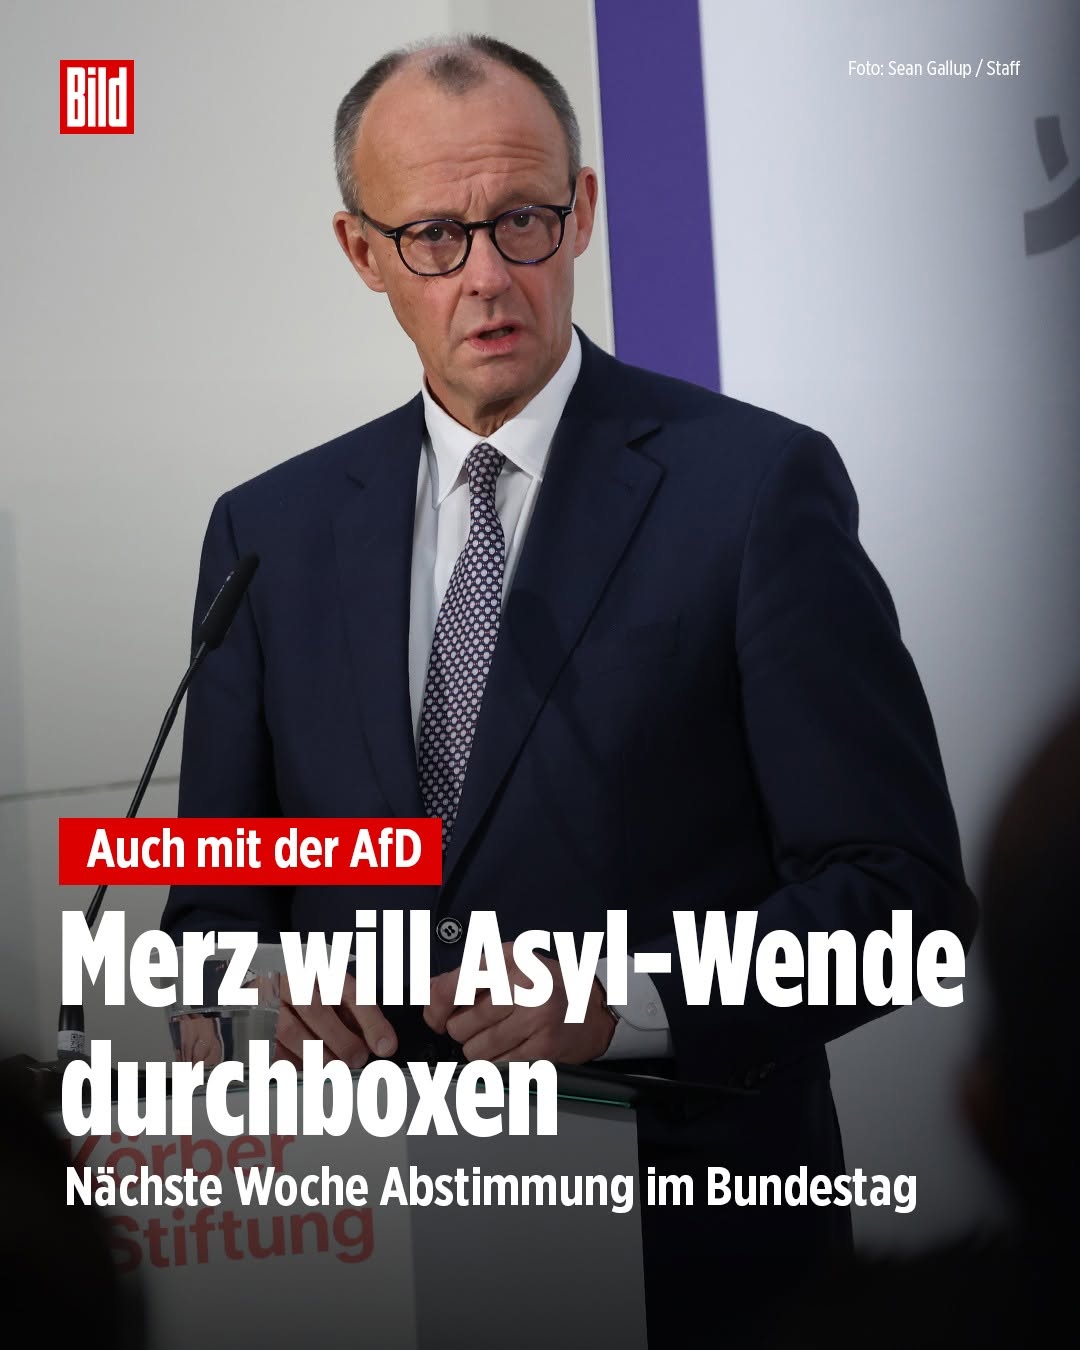 Bild
Foto: Sean Gallup / Staff
Auch mit der AfD
Merz will Asyl-Wende
durchboxen
Nächste Woche Abstimmung im Bundestag
Körber
Stiftung